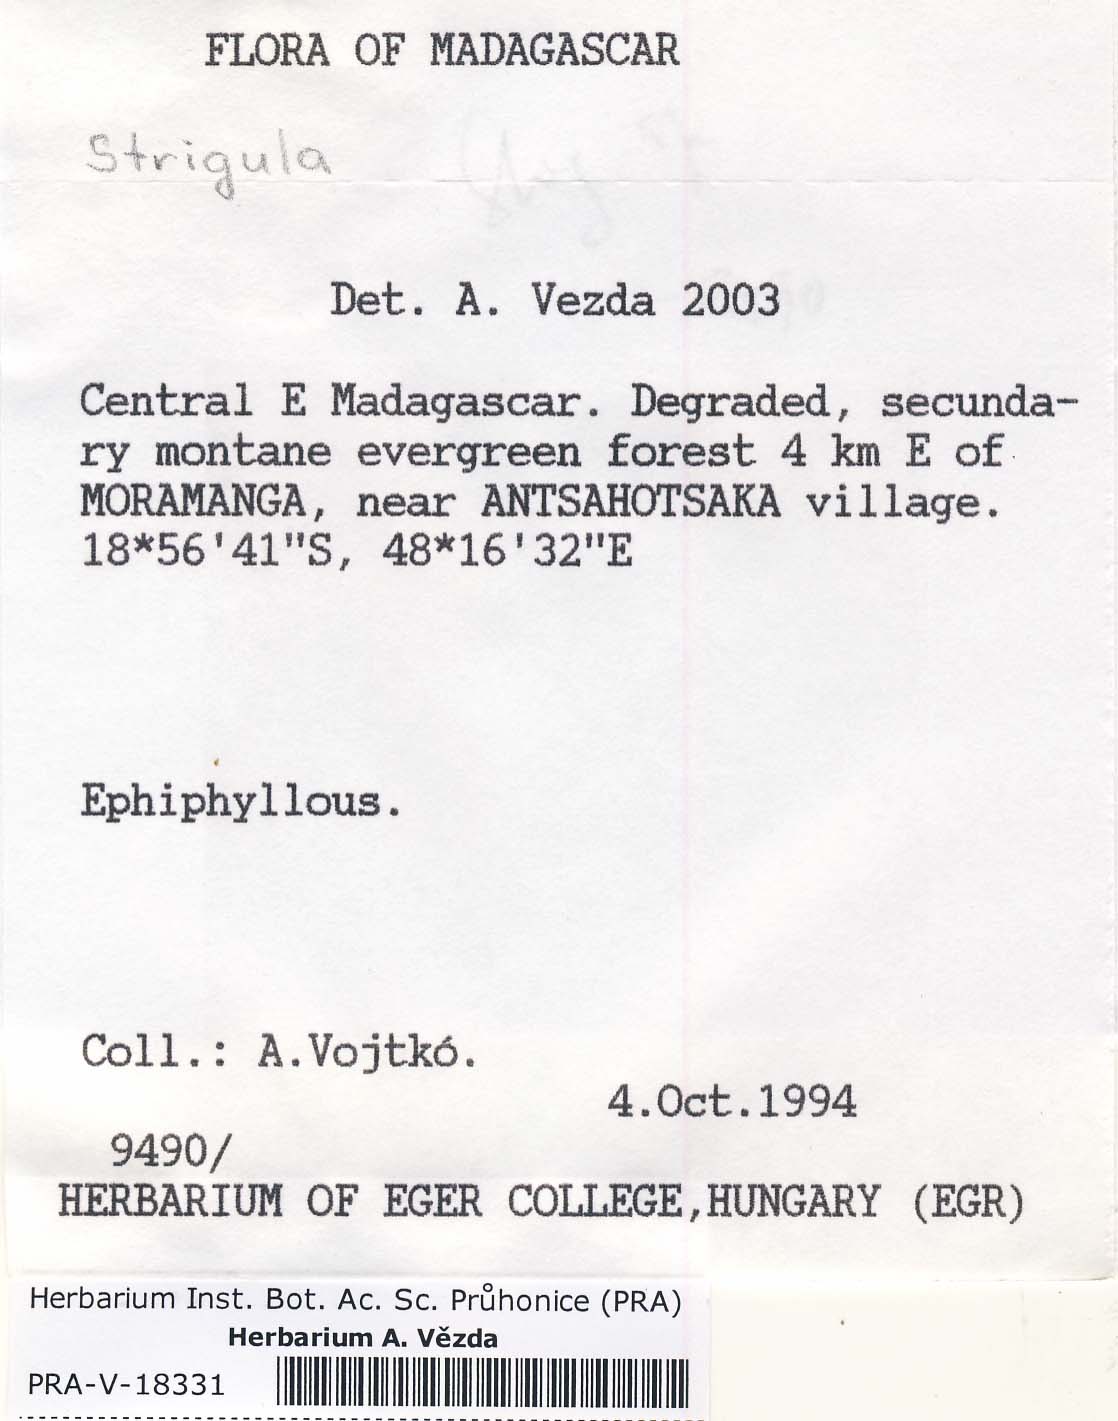 FLORA OF MADAGASCAR
Strigula
Det. A. Vezda 2003
Central E Madagascar. Degraded, secunda-
ry montane evergreen forest 4 km E of
MORAMANGA, near ANTSAHOTSAKA village.
18*56'41"S, 48*16'32"E
Ephiphyllous.
Coll.: A.Vojtkó.
4.Oct.1994
9490/
HERBARIUM OF EGER COLLEGE,HUNGARY (EGR)
Herbarium Inst. Bot. Ac. Sc. Průhonice (PRA)
Herbarium A. Vězda
PRA-V-18331